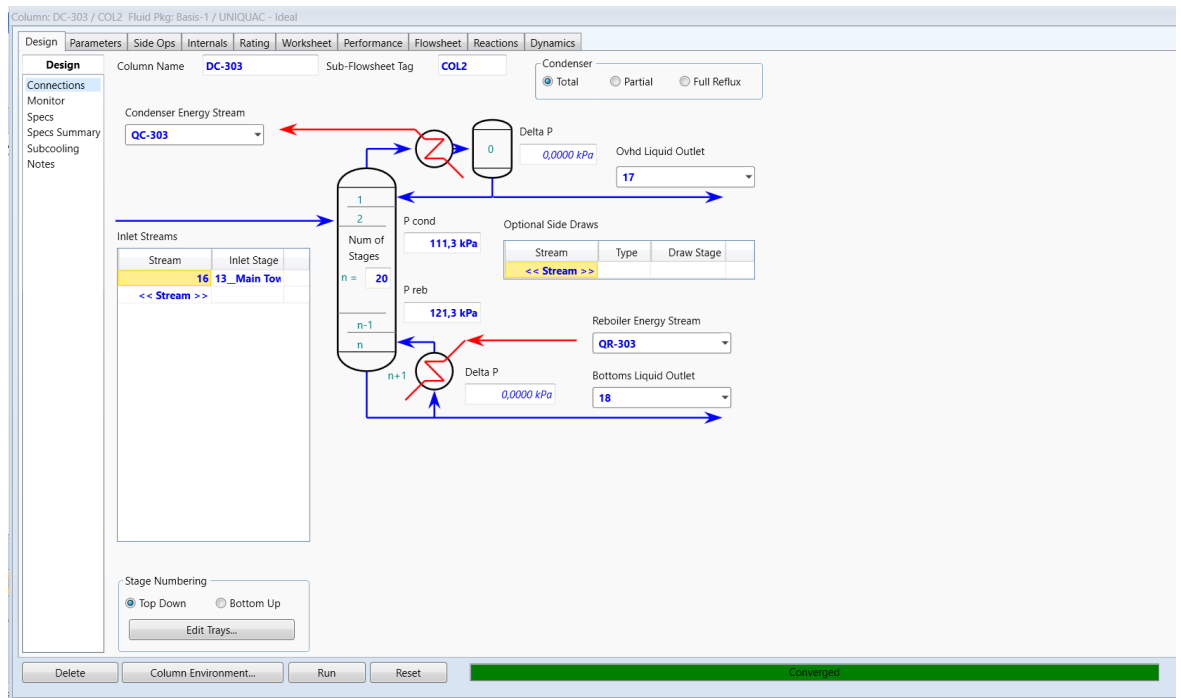 Column: DC-303 / COL2 Fluid Pkg: Basis-1 / UNIQUAC - Ideal
Design Parameters Side Ops Internals Rating Worksheet Performance Flowsheet Reactions Dynamics
Design
Connections
Monitor
Specs
Specs Summary
Subcooling
Notes
Column Name DC-303 Sub-Flowsheet Tag COL2
Condenser
Total Partial Full Reflux
Condenser Energy Stream
QC-303
0
Delta P
0,0000 kPa
Ovhd Liquid Outlet
17
1
2
Num of
Stages
n = 20
n-1
n
n+1
P cond
111,3 kPa
P reb
121,3 kPa
Optional Side Draws
Stream Type Draw Stage
<< Stream >>
Inlet Streams
Stream Inlet Stage
16 13__Main Tow
<< Stream >>
Reboiler Energy Stream
QR-303
Delta P
0,0000 kPa
Bottoms Liquid Outlet
18
Stage Numbering
Top Down Bottom Up
Edit Trays...
Delete Column Environment... Run Reset Converged